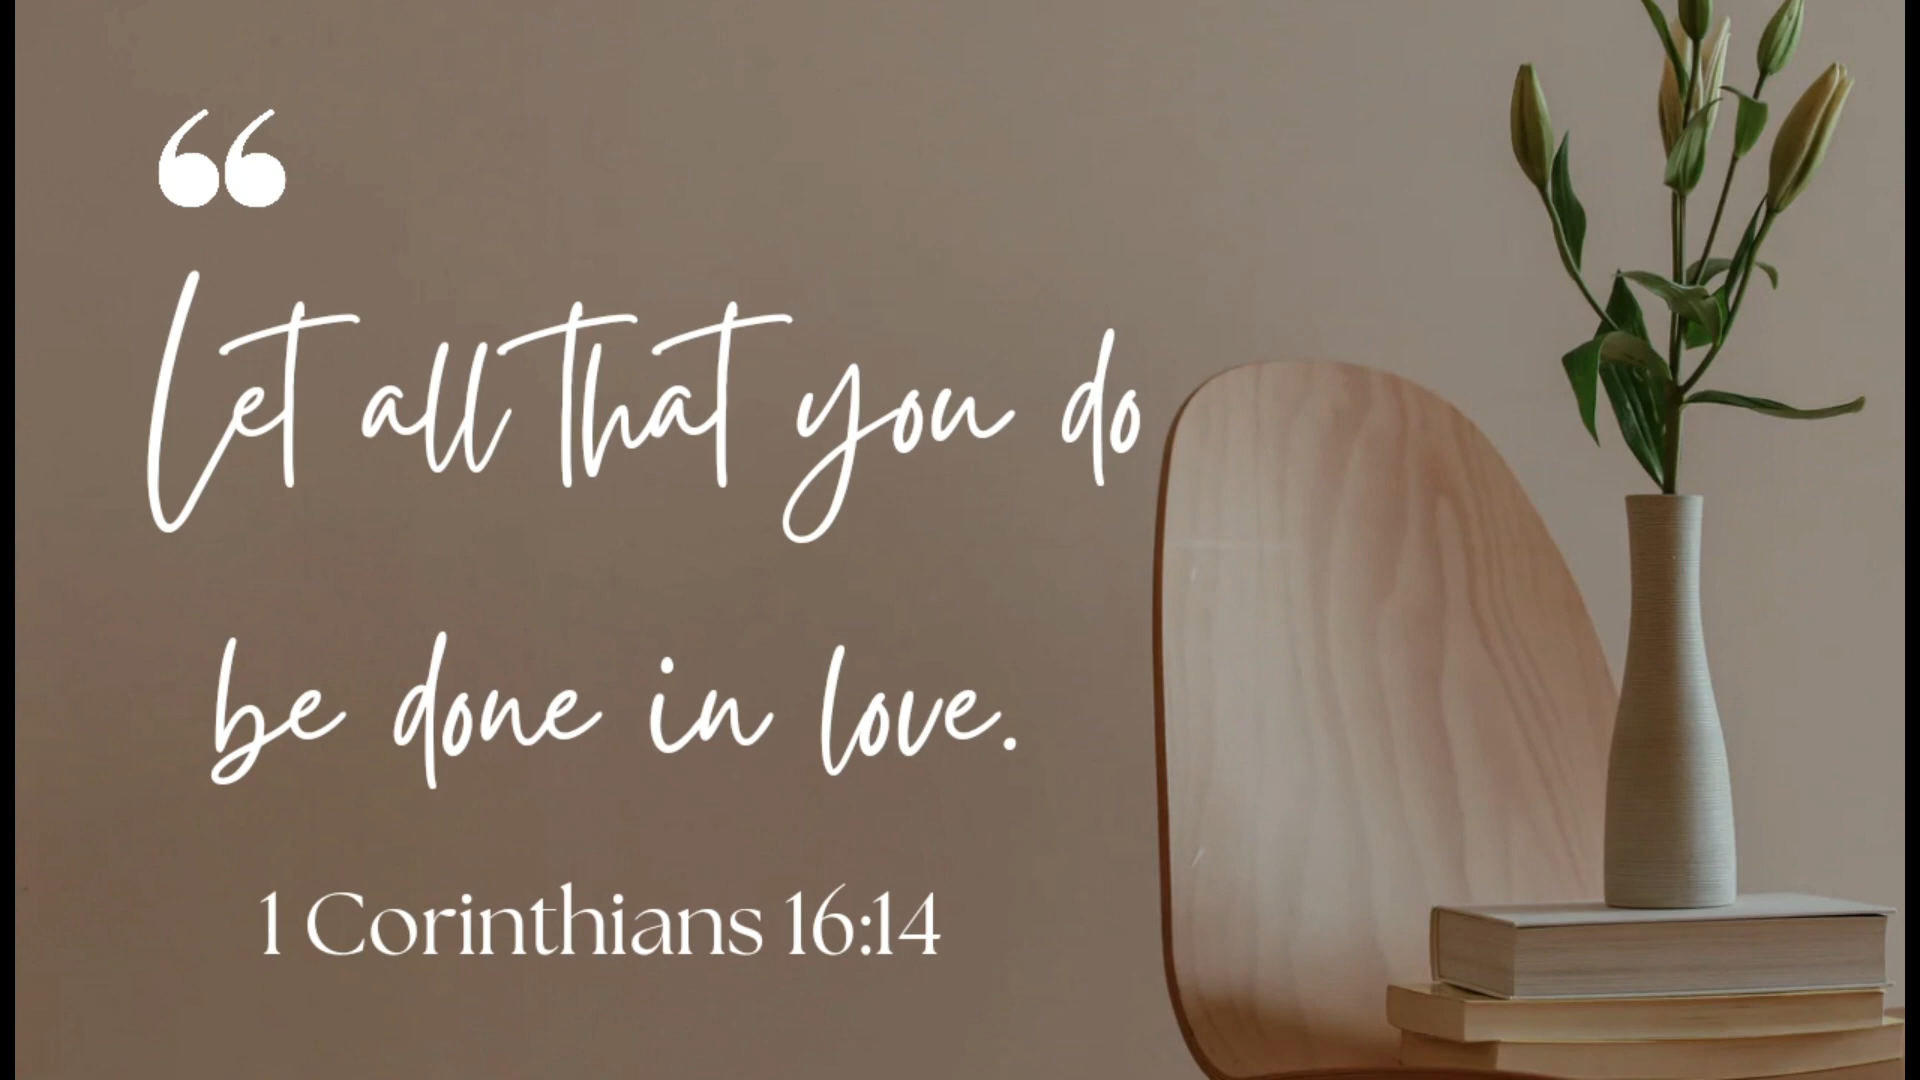 “
Let all that you do
be done in love.
1 Corinthians 16:14